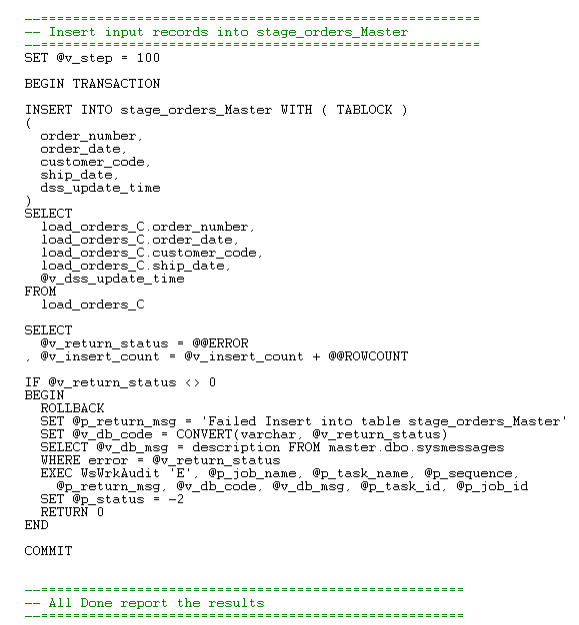 --=====================================================
-- Insert input records into stage_orders_Master
--=====================================================
SET @v_step = 100

BEGIN TRANSACTION

INSERT INTO stage_orders_Master WITH ( TABLOCK )
(
  order_number,
  order_date,
  customer_code,
  ship_date,
  dss_update_time
)
SELECT
  load_orders_C.order_number,
  load_orders_C.order_date,
  load_orders_C.customer_code,
  load_orders_C.ship_date,
  @v_dss_update_time
FROM
  load_orders_C

SELECT
  @v_return_status = @@ERROR
, @v_insert_count = @v_insert_count + @@ROWCOUNT

IF @v_return_status <> 0
BEGIN
  ROLLBACK
  SET @p_return_msg = 'Failed Insert into table stage_orders_Master'
  SET @v_db_code = CONVERT(varchar, @v_return_status)
  SELECT @v_db_msg = description FROM master.dbo.sysmessages
  WHERE error = @v_return_status
  EXEC WsWrkAudit 'E', @p_job_name, @p_task_name, @p_sequence,
    @p_return_msg, @v_db_code, @v_db_msg, @p_task_id, @p_job_id
  SET @p_status = -2
  RETURN 0
END

COMMIT

--===================================================
-- All Done report the results
--===================================================